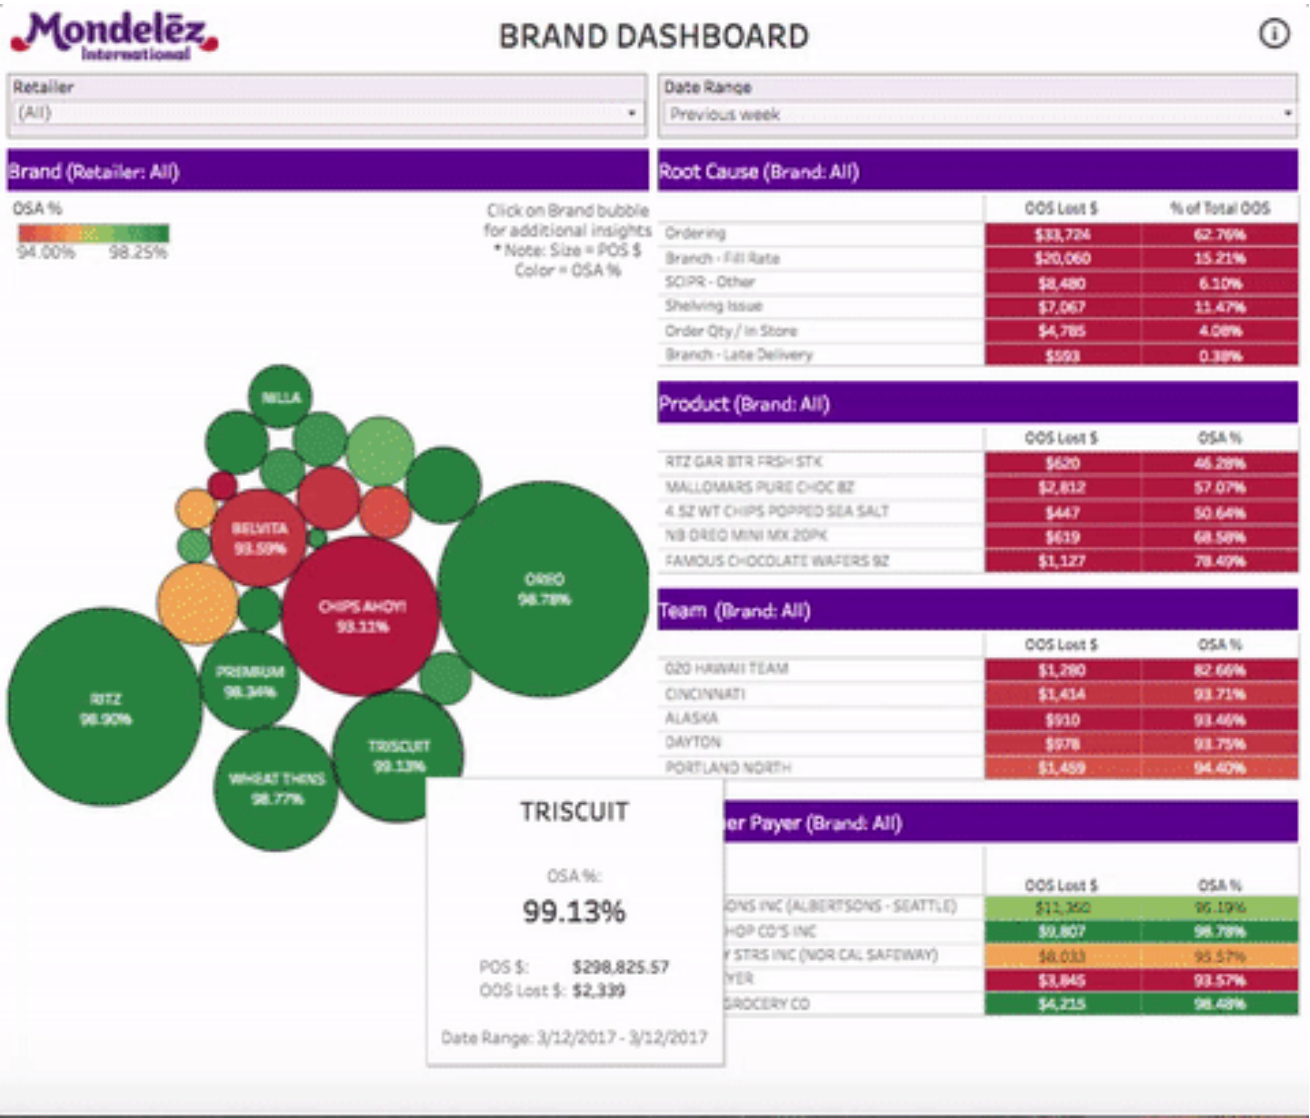 Mondelēz
International
BRAND DASHBOARD
i
Retailer
(All)
Date Range
Previous week
Brand (Retailer: All)
OSA %
94.00% 98.25%
Click on Brand bubble
for additional insights
* Note: Size = POS $
Color = OSA %
NILLA
BELVITA
93.59%
CHIPS AHOY!
93.11%
OREO
98.78%
RITZ
98.90%
PREMIUM
98.34%
WHEAT THINS
98.77%
TRISCUIT
99.13%
TRISCUIT
OSA %:
99.13%
POS $: $298,825.57
OOS Lost $: $2,339
Date Range: 3/12/2017 - 3/12/2017
Root Cause (Brand: All)
OOS Lost $ % of Total OOS
Ordering $33,724 62.76%
Branch - Fill Rate $20,060 15.21%
SCIPR - Other $8,480 6.10%
Shelving Issue $7,067 11.47%
Order Qty / In Store $4,785 4.08%
Branch - Late Delivery $593 0.38%
Product (Brand: All)
OOS Lost $ OSA %
RTZ GAR BTR FRSH STK $620 46.28%
MALLOMARS PURE CHOC 8Z $2,812 57.07%
4.5Z WT CHIPS POPPED SEA SALT $447 50.64%
NB OREO MINI MX 20PK $619 68.58%
FAMOUS CHOCOLATE WAFERS 9Z $1,127 78.49%
Team (Brand: All)
OOS Lost $ OSA %
020 HAWAII TEAM $1,280 82.66%
CINCINNATI $1,414 93.71%
ALASKA $910 93.46%
DAYTON $978 93.75%
PORTLAND NORTH $1,459 94.40%
er Payer (Brand: All)
OOS Lost $ OSA %
ONS INC (ALBERTSONS - SEATTLE) $11,350 96.19%
HOP CO'S INC $9,807 98.78%
Y STRS INC (NOR CAL SAFEWAY) $8,033 95.57%
YER $3,845 93.57%
GROCERY CO $4,215 98.48%